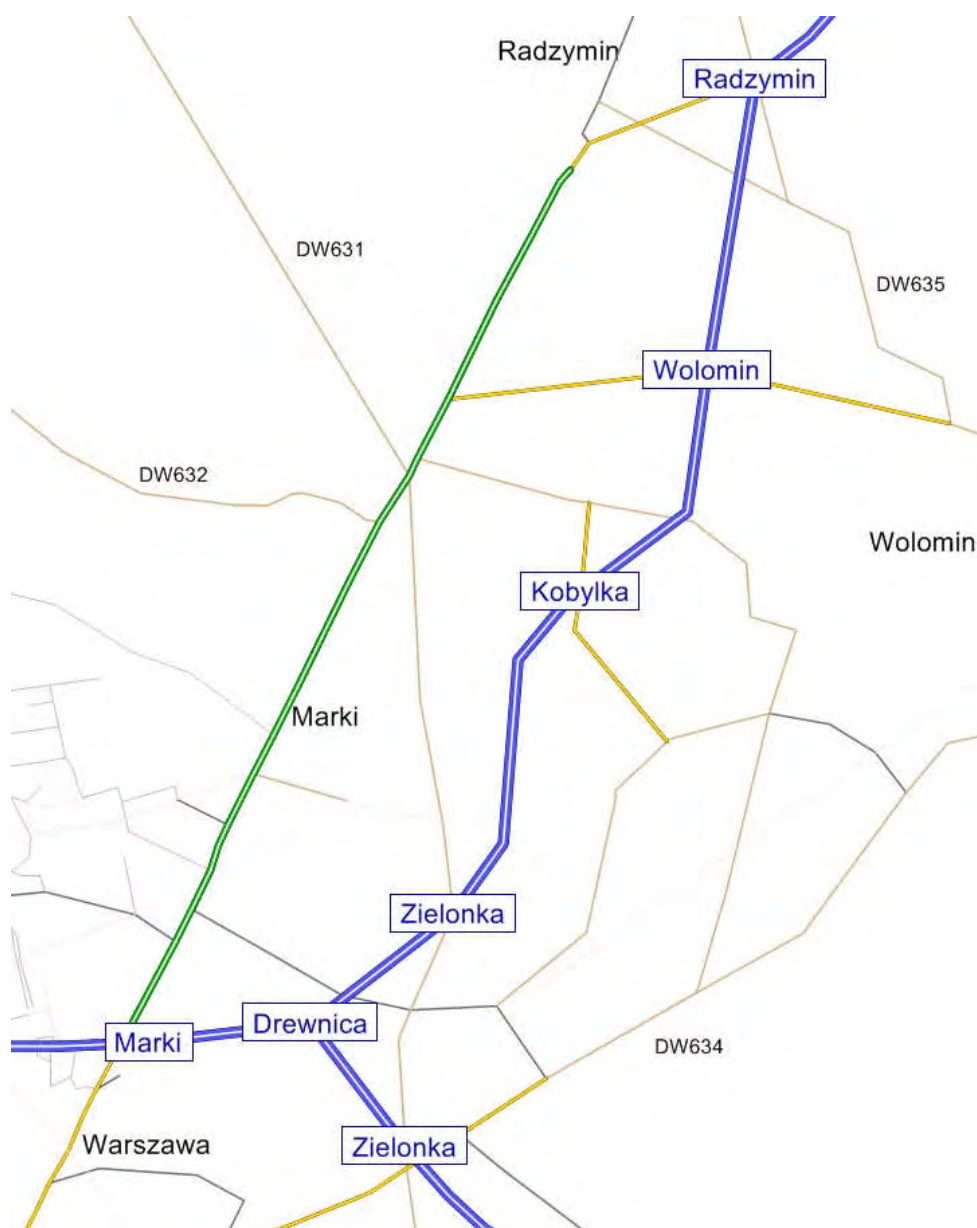 Radzymin
Radzymin
DW631
DW635
Wolomin
DW632
Wolomin
Kobylka
Marki
Zielonka
Drewnica
Marki
DW634
Warszawa
Zielonka